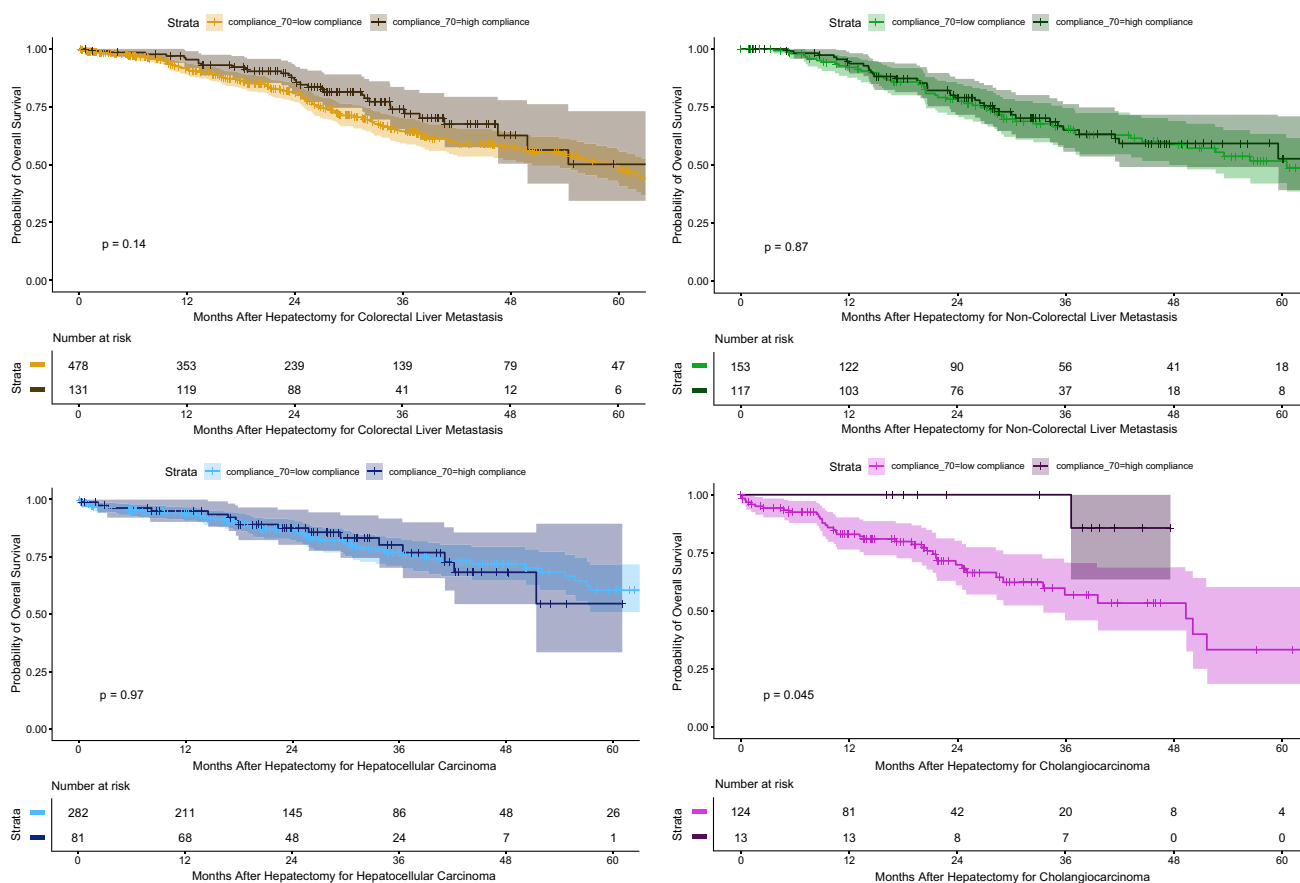 Strata compliance_70=low compliance compliance_70=high compliance
Probability of Overall Survival
1.00
0.75
0.50
0.25
0.00
p = 0.14
0 12 24 36 48 60
Months After Hepatectomy for Colorectal Liver Metastasis
Number at risk
Strata
478 353 239 139 79 47
131 119 88 41 12 6
0 12 24 36 48 60
Months After Hepatectomy for Colorectal Liver Metastasis
Strata compliance_70=low compliance compliance_70=high compliance
Probability of Overall Survival
1.00
0.75
0.50
0.25
0.00
p = 0.87
0 12 24 36 48 60
Months After Hepatectomy for Non-Colorectal Liver Metastasis
Number at risk
Strata
153 122 90 56 41 18
117 103 76 37 18 8
0 12 24 36 48 60
Months After Hepatectomy for Non-Colorectal Liver Metastasis
Strata compliance_70=low compliance compliance_70=high compliance
Probability of Overall Survival
1.00
0.75
0.50
0.25
0.00
p = 0.97
0 12 24 36 48 60
Months After Hepatectomy for Hepatocellular Carcinoma
Number at risk
Strata
282 211 145 86 48 26
81 68 48 24 7 1
0 12 24 36 48 60
Months After Hepatectomy for Hepatocellular Carcinoma
Strata compliance_70=low compliance compliance_70=high compliance
Probability of Overall Survival
1.00
0.75
0.50
0.25
0.00
p = 0.045
0 12 24 36 48 60
Months After Hepatectomy for Cholangiocarcinoma
Number at risk
Strata
124 81 42 20 8 4
13 13 8 7 0 0
0 12 24 36 48 60
Months After Hepatectomy for Cholangiocarcinoma